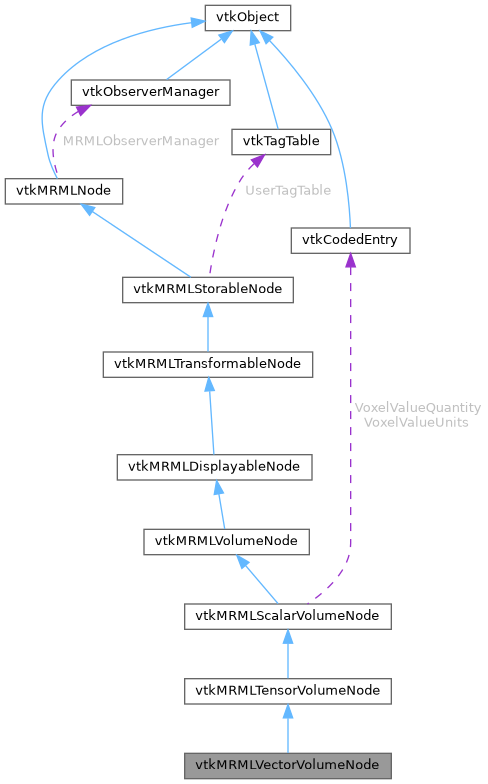 vtkObject
vtkObserverManager
MRMLObserverManager
vtkTagTable
vtkMRMLNode
UserTagTable
vtkCodedEntry
vtkMRMLStorableNode
vtkMRMLTransformableNode
VoxelValueQuantity
VoxelValueUnits
vtkMRMLDisplayableNode
vtkMRMLVolumeNode
vtkMRMLScalarVolumeNode
vtkMRMLTensorVolumeNode
vtkMRMLVectorVolumeNode